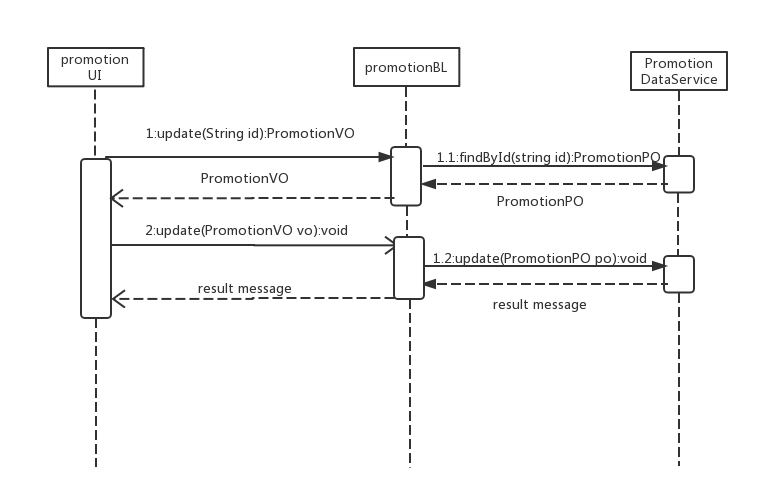 promotion
UI
promotionBL
Promotion
DataService
1:update(String id):PromotionVO
1.1:findById(string id):PromotionPO
PromotionVO
PromotionPO
2:update(PromotionVO vo):void
1.2:update(PromotionPO po):void
result message
result message